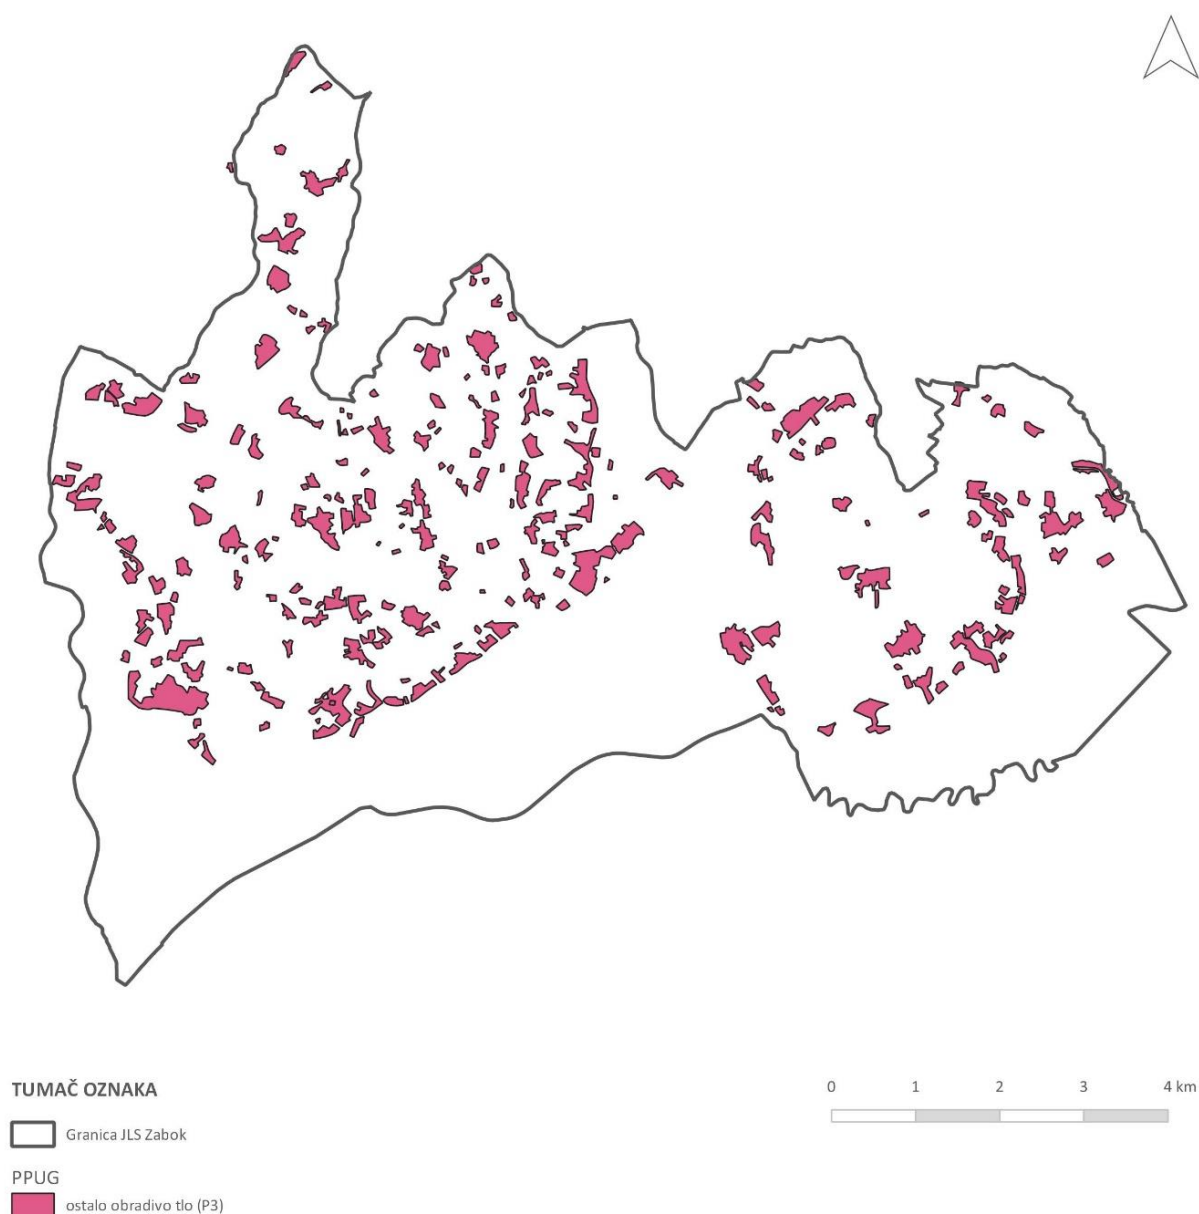 TUMAČ OZNAKA
Granica JLS Zabok
PPUG
ostalo obradivo tlo (P3)
0 1 2 3 4 km